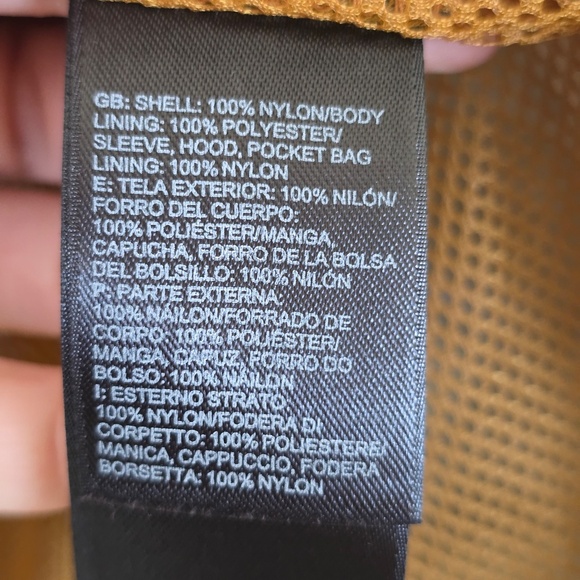 GB: SHELL: 100% NYLON/BODY
LINING: 100% POLYESTER/
SLEEVE, HOOD, POCKET BAG
LINING: 100% NYLON
E: TELA EXTERIOR: 100% NILÓN/
FORRO DEL CUERPO:
100% POLIÉSTER/MANGA,
CAPUCHA, FORRO DE LA BOLSA
DEL BOLSILLO: 100% NILÓN
P: PARTE EXTERNA:
100% NÁILON/FORRADO DE
CORPO: 100% POLIÉSTER/
MANGA, CAPUZ, FORRO DO
BOLSO: 100% NÁILON
I: ESTERNO STRATO:
100% NYLON/FODERA DI
CORPETTO: 100% POLIESTERE/
MANICA, CAPPUCCIO, FODERA
BORSETTA: 100% NYLON